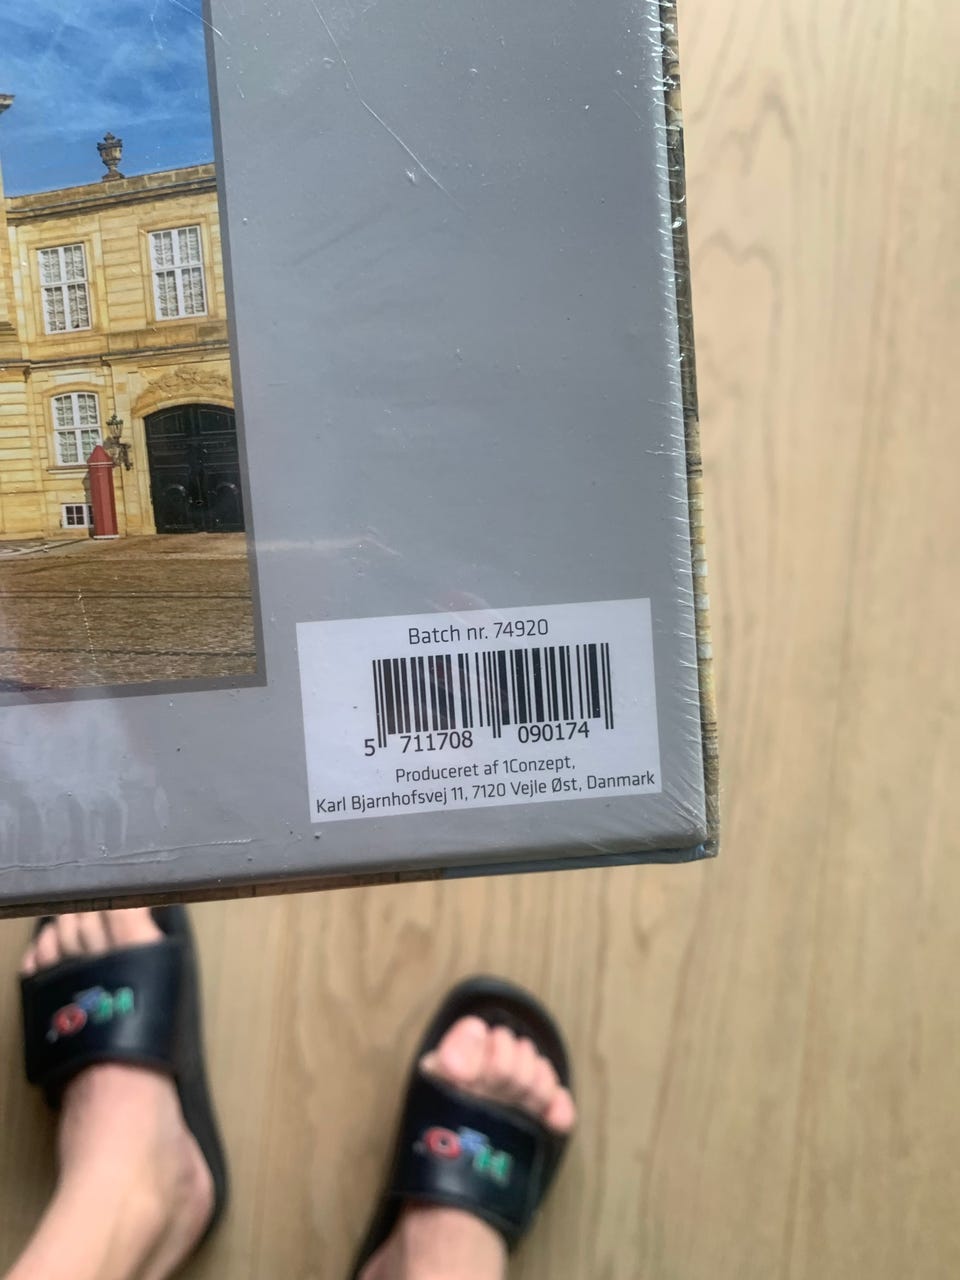 Batch nr. 74920
5 711708 090174
Produceret af 1Conzept,
Karl Bjarnhofsvej 11, 7120 Vejle Øst, Danmark